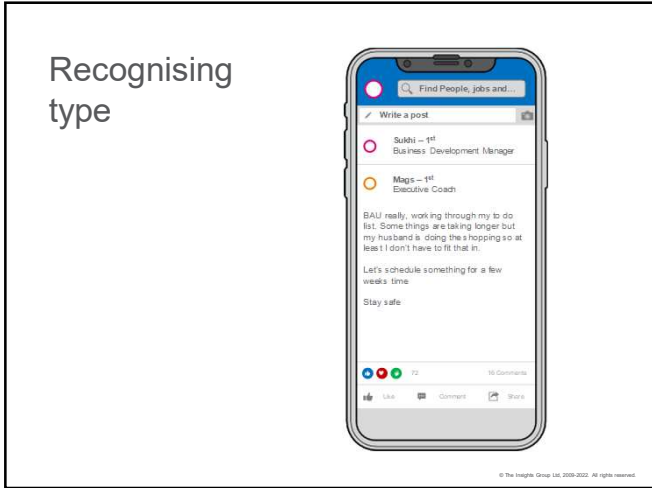 Recognising
type
Find People, jobs and...
Write a post
Sukhi – 1st
Business Development Manager
Mags – 1st
Executive Coach
BAU really, working through my to do
list. Some things are taking longer but
my husband is doing the shopping so at
least I don't have to fit that in.
Let's schedule something for a few
weeks time
Stay safe
72 16 Comments
Like Comment Share
© The Insights Group Ltd, 2009-2022. All rights reserved.